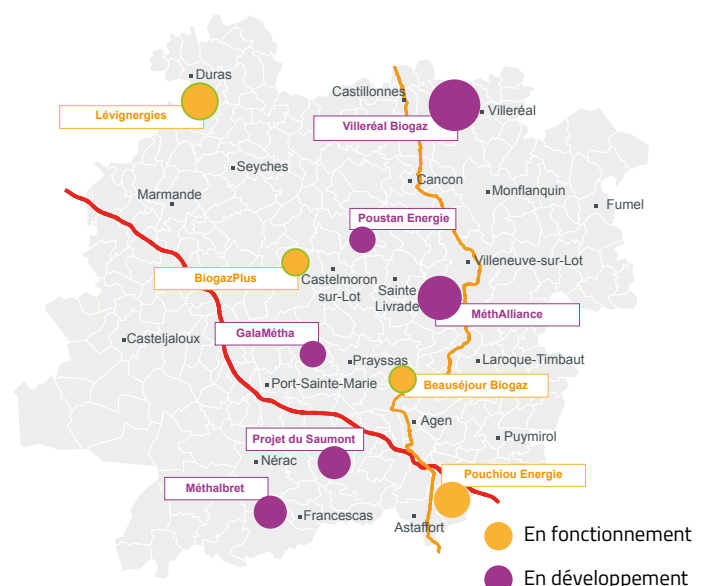 Duras
Lévignergies
Castillonnes
Villeréal
Villeréal Biogaz
Seyches
Cancon
Marmande
Monflanquin
Fumel
Poustan Energie
BiogazPlus
Castelmoron
sur-Lot
Villeneuve-sur-Lot
Sainte
Livrade
MéthAlliance
GalaMétha
Casteljaloux
Prayssas
Laroque-Timbaut
Port-Sainte-Marie
Beauséjour Biogaz
Agen
Projet du Saumont
Puymirol
Nérac
Pouchiou Energie
Méthalbret
Francescas
Astaffort
En fonctionnement
En développement